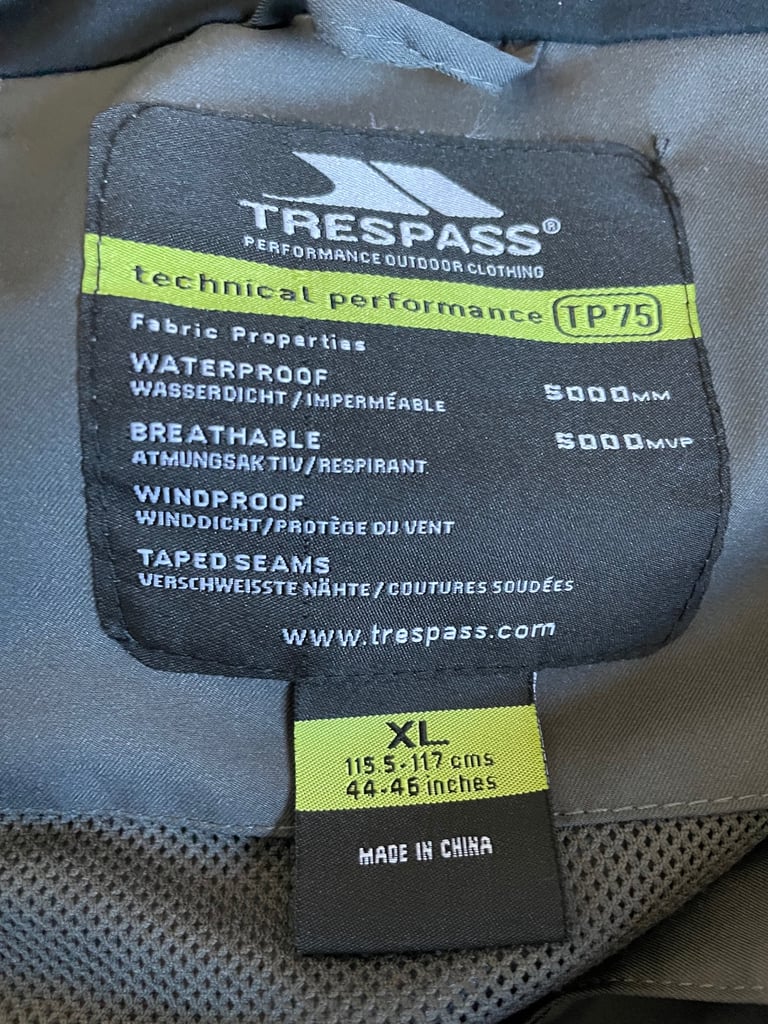 TRESPASS®
PERFORMANCE OUTDOOR CLOTHING
technical performance TP75
Fabric Properties
WATERPROOF 5000MM
WASSERDICHT/IMPERMÉABLE
BREATHABLE 5000MVP
ATMUNGSAKTIV/RESPIRANT
WINDPROOF
WINDDICHT/PROTÈGE DU VENT
TAPED SEAMS
VERSCHWEISSTE NÄHTE/COUTURES SOUDÉES
www.trespass.com
XL
115.5-117 cms
44-46 inches
MADE IN CHINA